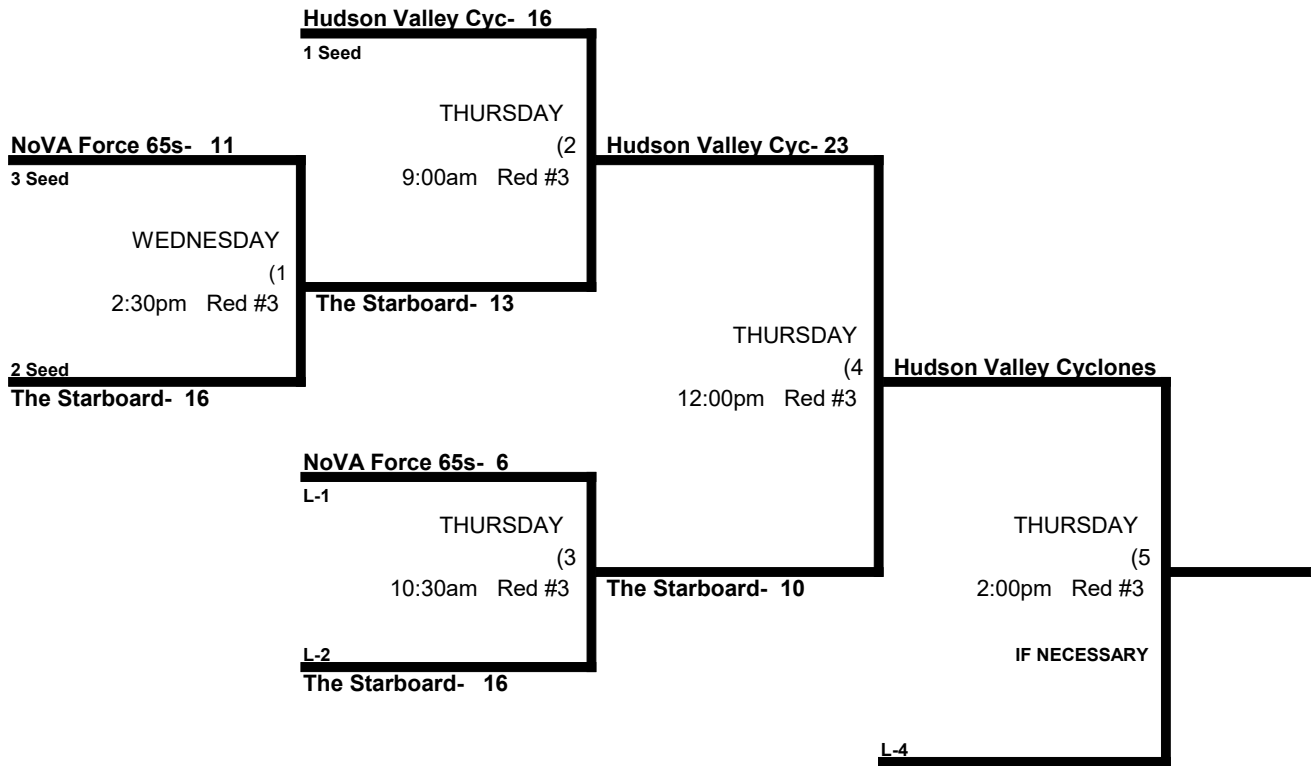 Hudson Valley Cyc- 16
1 Seed
THURSDAY
(2
9:00am Red #3
NoVA Force 65s- 11
3 Seed
Hudson Valley Cyc- 23
WEDNESDAY
(1
2:30pm Red #3
The Starboard- 13
2 Seed
The Starboard- 16
THURSDAY
(4
12:00pm Red #3
Hudson Valley Cyclones
NoVA Force 65s- 6
L-1
THURSDAY
(3
10:30am Red #3
The Starboard- 10
L-2
The Starboard- 16
THURSDAY
(5
2:00pm Red #3
IF NECESSARY
L-4